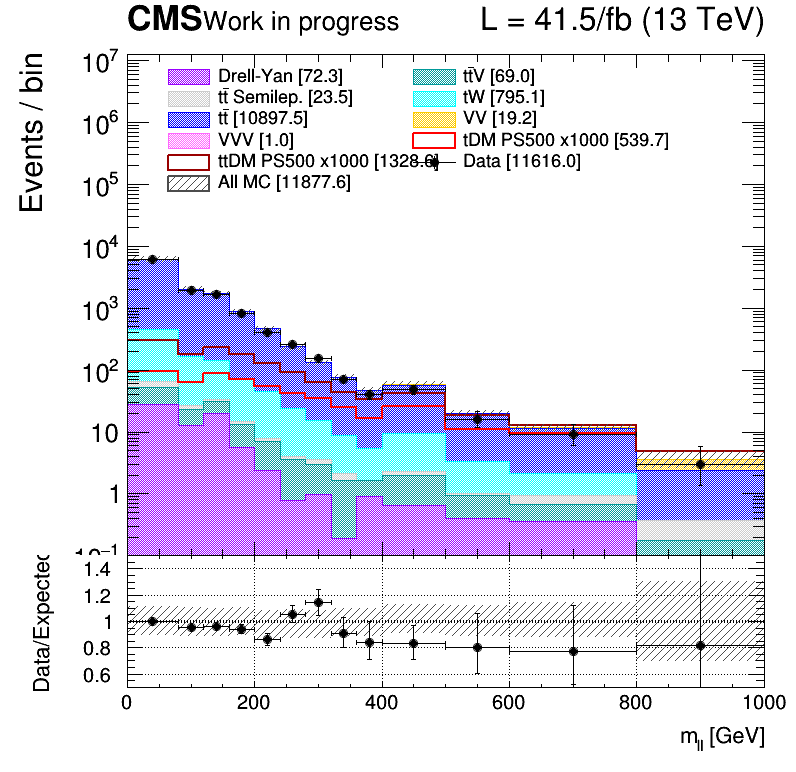 CMS Work in progress L = 41.5/fb (13 TeV)
Events / bin
Drell-Yan [72.3] tt̄V [69.0]
tt̄ Semilep. [23.5] tW [795.1]
tt̄ [10897.5] VV [19.2]
VVV [1.0] tDM PS500 x1000 [539.7]
ttDM PS500 x1000 [1328.6] Data [11616.0]
All MC [11877.6]
10⁷
10⁶
10⁵
10⁴
10³
10²
10
1
10⁻¹
Data/Expected
1.4
1.2
1
0.8
0.6
0 200 400 600 800 1000
m_ll [GeV]